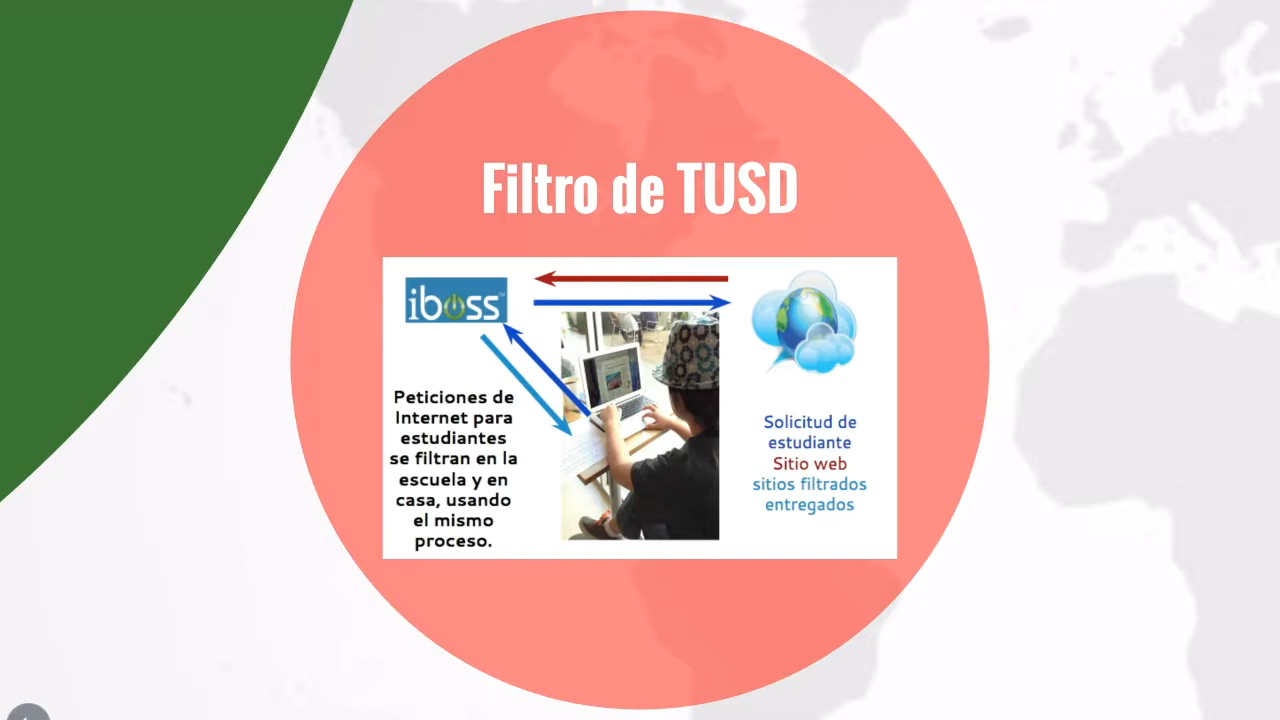 Filtro de TUSD
iboss
Peticiones de
Internet para
estudiantes
se filtran en la
escuela y en
casa, usando
el mismo
proceso.
Solicitud de
estudiante
Sitio web
sitios filtrados
entregados